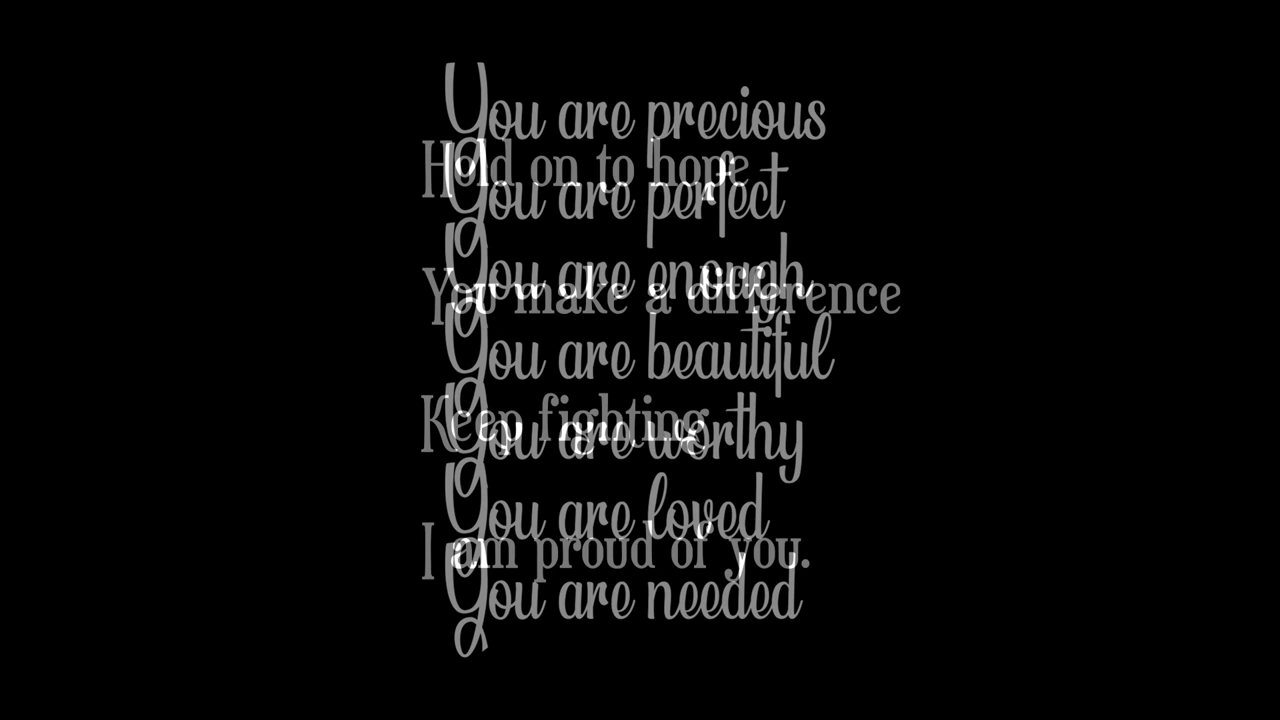 You are precious
Hold on to hope
You are perfect
You are enough
You make a difference
You are beautiful
Keep fighting
You are worthy
You are loved
I am proud of you.
You are needed